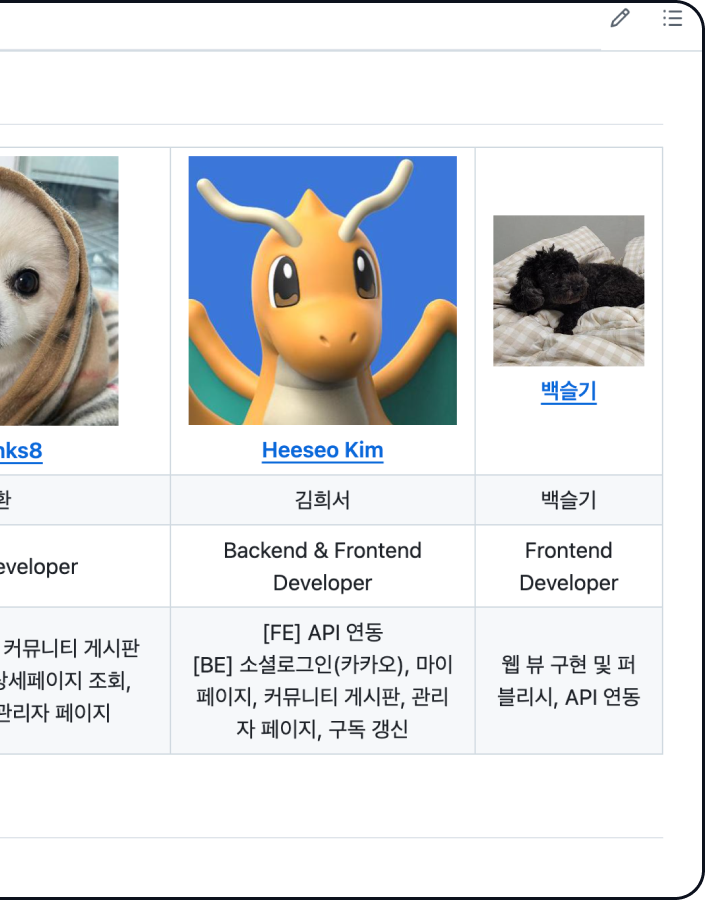 nks8
Heeseo Kim
백슬기
환
김희서
백슬기
eveloper
Backend & Frontend
Developer
Frontend
Developer
커뮤니티 게시판
상세페이지 조회,
관리자 페이지
[FE] API 연동
[BE] 소셜로그인(카카오), 마이
페이지, 커뮤니티 게시판, 관리
자 페이지, 구독 갱신
웹 뷰 구현 및 퍼
블리시, API 연동